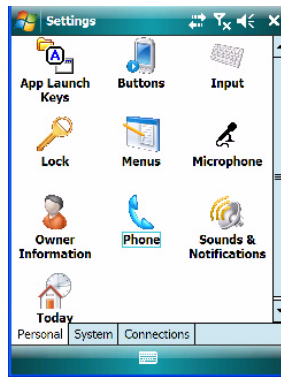 Settings
App Launch Keys
Buttons
Input
Lock
Menus
Microphone
Owner Information
Phone
Sounds & Notifications
Today
Personal System Connections